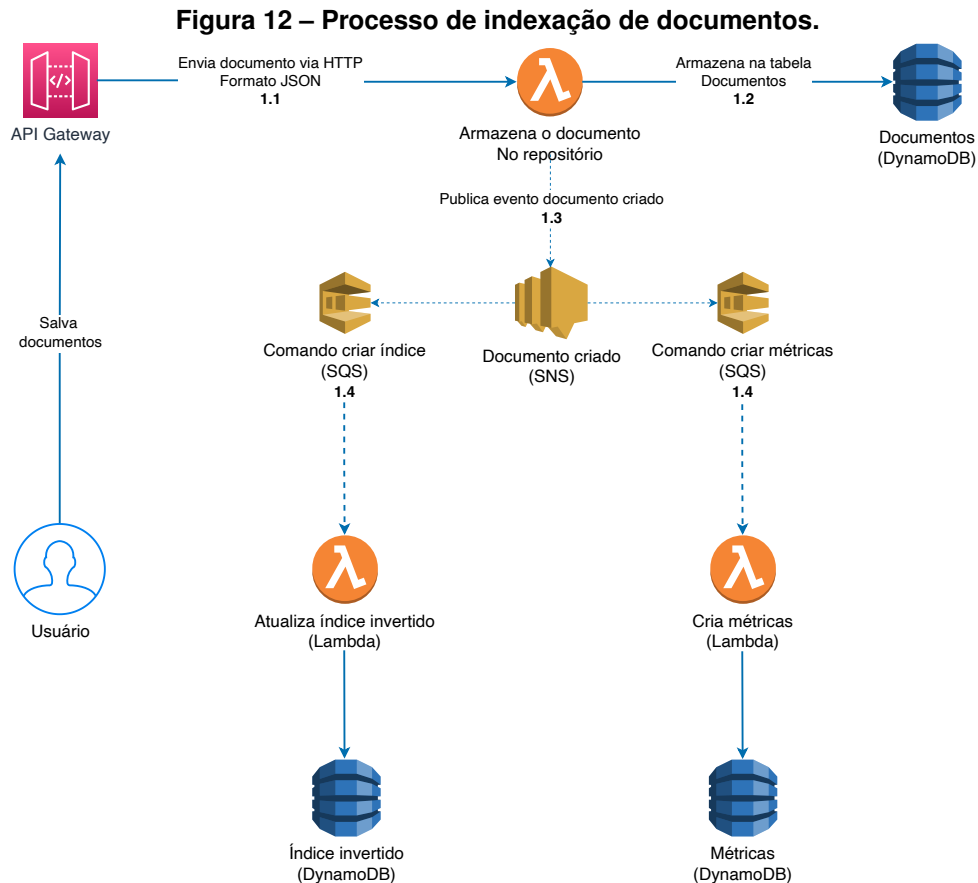 Figura 12 – Processo de indexação de documentos.
Envia documento via HTTP
Formato JSON
1.1
Armazena na tabela
Documentos
1.2
API Gateway
Armazena o documento
No repositório
Documentos
(DynamoDB)
Publica evento documento criado
1.3
Salva
documentos
Comando criar índice
(SQS)
1.4
Documento criado
(SNS)
Comando criar métricas
(SQS)
1.4
Usuário
Atualiza índice invertido
(Lambda)
Cria métricas
(Lambda)
Índice invertido
(DynamoDB)
Métricas
(DynamoDB)